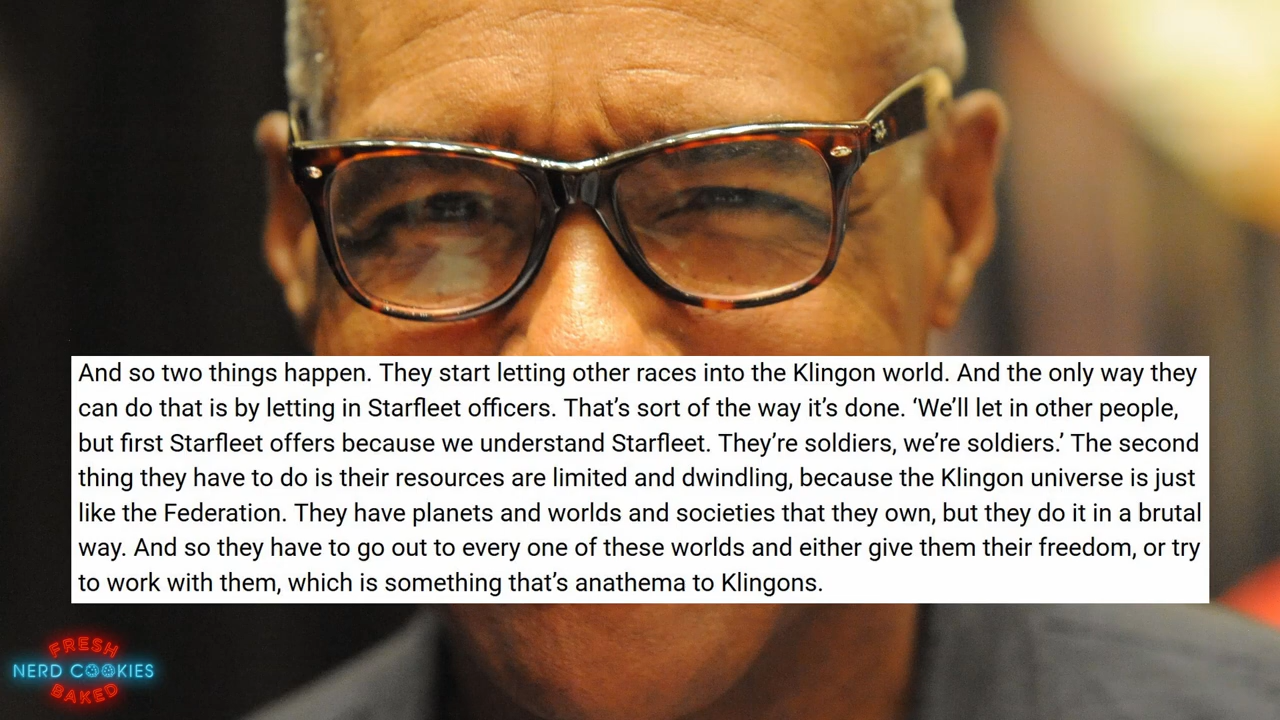 And so two things happen. They start letting other races into the Klingon world. And the only way they
can do that is by letting in Starfleet officers. That’s sort of the way it’s done. ‘We’ll let in other people,
but first Starfleet offers because we understand Starfleet. They’re soldiers, we’re soldiers.’ The second
thing they have to do is their resources are limited and dwindling, because the Klingon universe is just
like the Federation. They have planets and worlds and societies that they own, but they do it in a brutal
way. And so they have to go out to every one of these worlds and either give them their freedom, or try
to work with them, which is something that’s anathema to Klingons.
FRESH
NERD COOKIES
BAKED